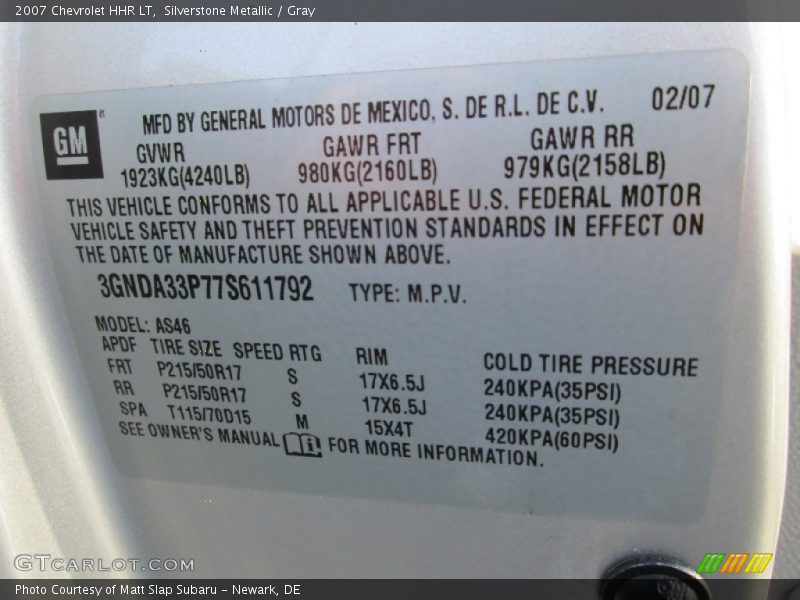 2007 Chevrolet HHR LT, Silverstone Metallic / Gray
GM
MFD BY GENERAL MOTORS DE MEXICO, S. DE R.L. DE C.V. 02/07
GVWR GAWR FRT GAWR RR
1923KG(4240LB) 980KG(2160LB) 979KG(2158LB)
THIS VEHICLE CONFORMS TO ALL APPLICABLE U.S. FEDERAL MOTOR
VEHICLE SAFETY AND THEFT PREVENTION STANDARDS IN EFFECT ON
THE DATE OF MANUFACTURE SHOWN ABOVE.
3GNDA33P77S611792 TYPE: M.P.V.
MODEL: AS46
APDF TIRE SIZE SPEED RTG RIM COLD TIRE PRESSURE
FRT P215/50R17 S 17X6.5J 240KPA(35PSI)
RR P215/50R17 S 17X6.5J 240KPA(35PSI)
SPA T115/70D15 M 15X4T 420KPA(60PSI)
SEE OWNER'S MANUAL FOR MORE INFORMATION.
GTCARLOT.COM
Photo Courtesy of Matt Slap Subaru - Newark, DE